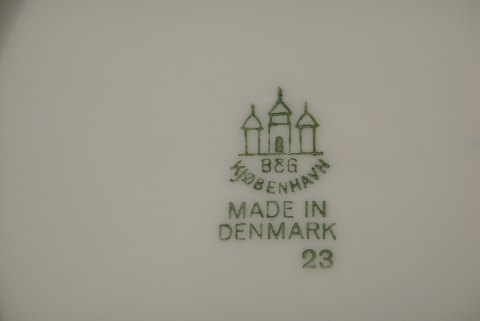 B&G
KJØBENHAVN
MADE IN
DENMARK
23